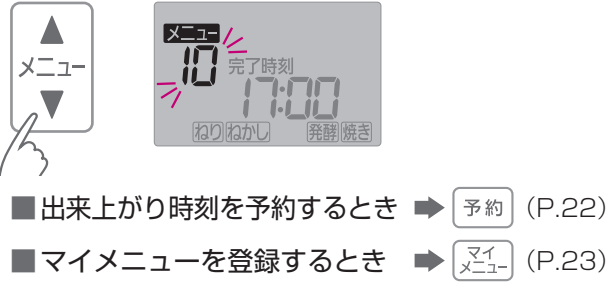 ▲
メニュー
▼
メニュー
10
完了時刻
17:00
ねり ねかし 発酵 焼き
■出来上がり時刻を予約するとき ➡ 予約 (P.22)
■マイメニューを登録するとき ➡ マイメニュー (P.23)